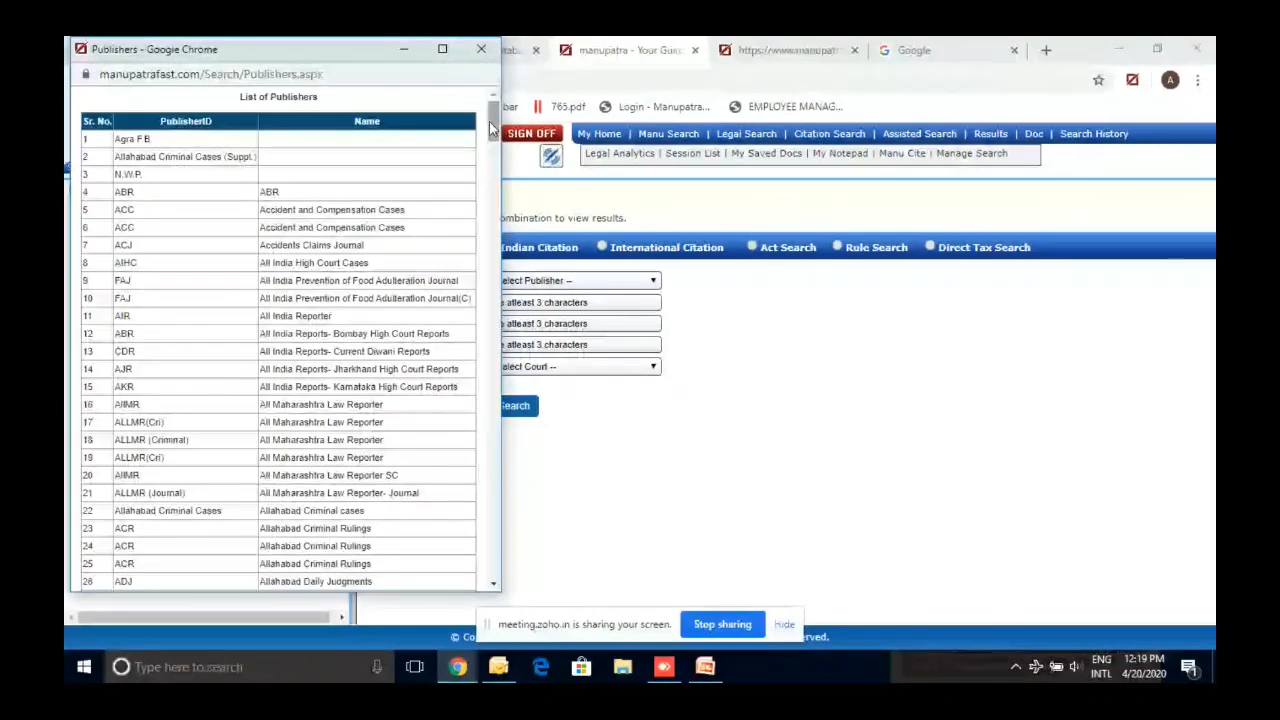 Publishers - Google Chrome
manupatra - Your Gui
https://www.manupatr
Google
manupatrafast.com/Search/Publishers.aspx
A
List of Publishers
bar
765.pdf
Login - Manupatra...
EMPLOYEE MANAG...
Sr. No. PublisherID Name
SIGN OFF
My Home | Manu Search | Legal Search | Citation Search | Assisted Search | Results | Doc | Search History
Legal Analytics | Session List | My Saved Docs | My Notepad | Manu Cite | Manage Search
1 Agra F.B.
2 Allahabad Criminal Cases (Suppl.)
3 N.W.P.
4 ABR ABR
5 ACC Accident and Compensation Cases
6 ACC Accident and Compensation Cases
7 ACJ Accidents Claims Journal
8 AIHC All India High Court Cases
9 FAJ All India Prevention of Food Adulteration Journal
10 FAJ All India Prevention of Food Adulteration Journal(C)
11 AIR All India Reporter
12 ABR All India Reports- Bombay High Court Reports
13 CDR All India Reports- Current Diwani Reports
14 AJR All India Reports- Jharkhand High Court Reports
15 AKR All India Reports- Karnataka High Court Reports
16 AllMR All Maharashtra Law Reporter
17 ALLMR(Cri) All Maharashtra Law Reporter
18 ALLMR (Criminal) All Maharashtra Law Reporter
19 ALLMR(Cri) All Maharashtra Law Reporter
20 AllMR All Maharashtra Law Reporter SC
21 ALLMR (Journal) All Maharashtra Law Reporter- Journal
22 Allahabad Criminal Cases Allahabad Criminal cases
23 ACR Allahabad Criminal Rulings
24 ACR Allahabad Criminal Rulings
25 ACR Allahabad Criminal Rulings
26 ADJ Allahabad Daily Judgments
ombination to view results.
Indian Citation International Citation Act Search Rule Search Direct Tax Search
elect Publisher --
atleast 3 characters
atleast 3 characters
atleast 3 characters
elect Court --
earch
meeting.zoho.in is sharing your screen. Stop sharing hide
© Co
rved.
Type here to search
ENG
INTL
12:19 PM
4/20/2020
1